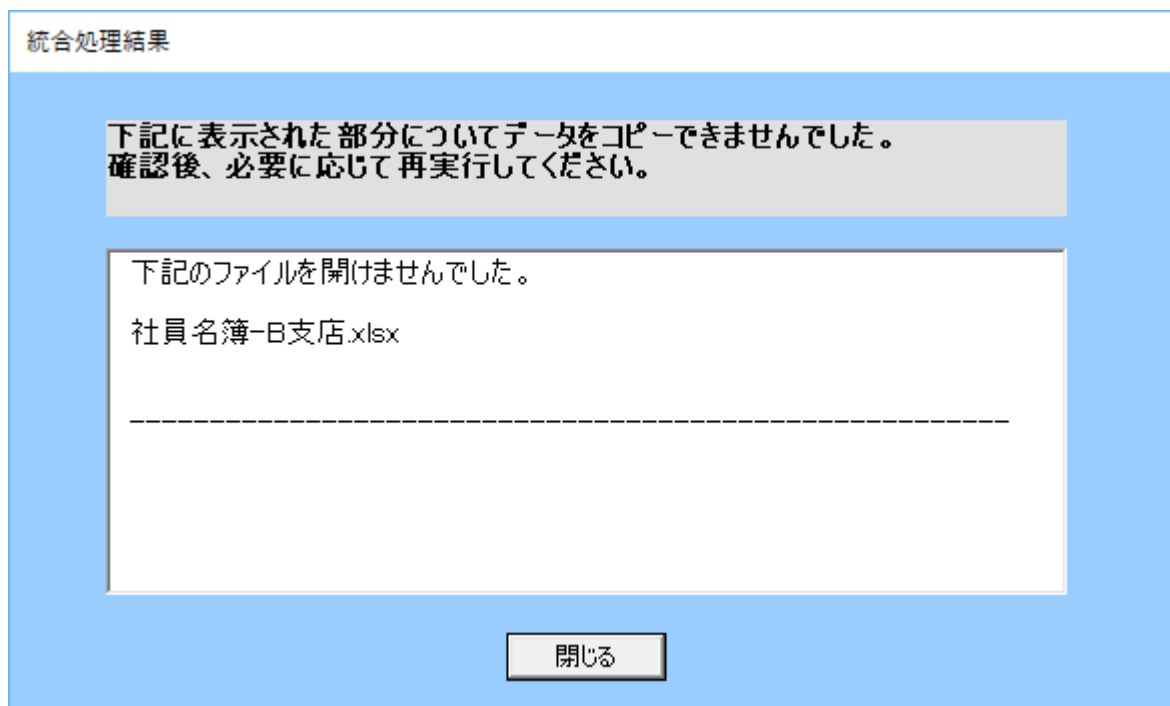 統合処理結果
下記に表示された部分についてデータをコピーできませんでした。
確認後、必要に応じて再実行してください。
下記のファイルを開けませんでした。
社員名簿-B支店.xlsx
-------------------------------------------------------
閉じる